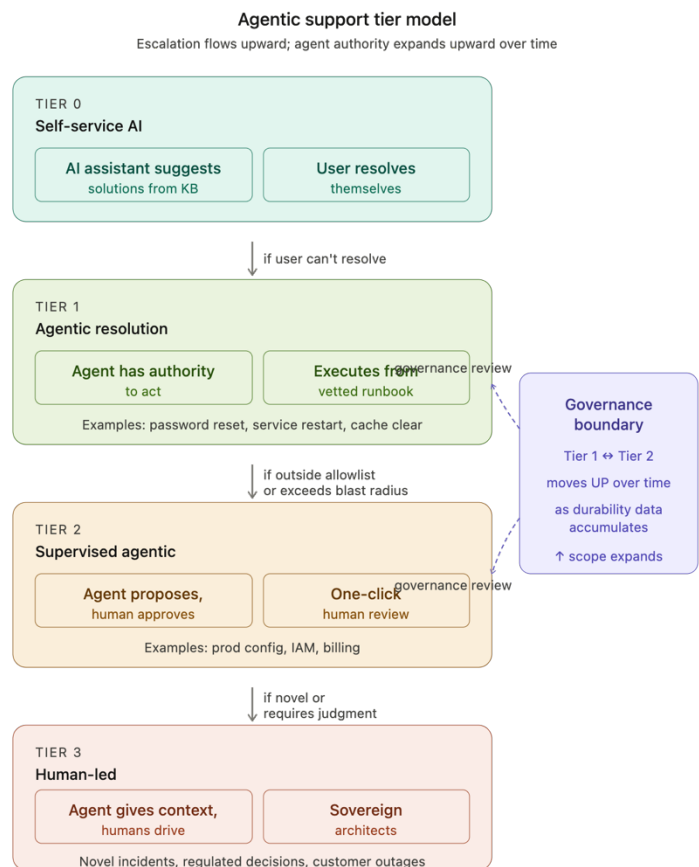 Agentic support tier model
Escalation flows upward; agent authority expands upward over time
TIER 0
Self-service AI
AI assistant suggests
solutions from KB
User resolves
themselves
if user can't resolve
TIER 1
Agentic resolution
Agent has authority
to act
Executes from
vetted runbook
governance review
Examples: password reset, service restart, cache clear
Governance
boundary
Tier 1 ↔ Tier 2
moves UP over time
as durability data
accumulates
↑ scope expands
if outside allowlist
or exceeds blast radius
TIER 2
Supervised agentic
Agent proposes,
human approves
One-click
human review
governance review
Examples: prod config, IAM, billing
if novel or
requires judgment
TIER 3
Human-led
Agent gives context,
humans drive
Sovereign
architects
Novel incidents, regulated decisions, customer outages